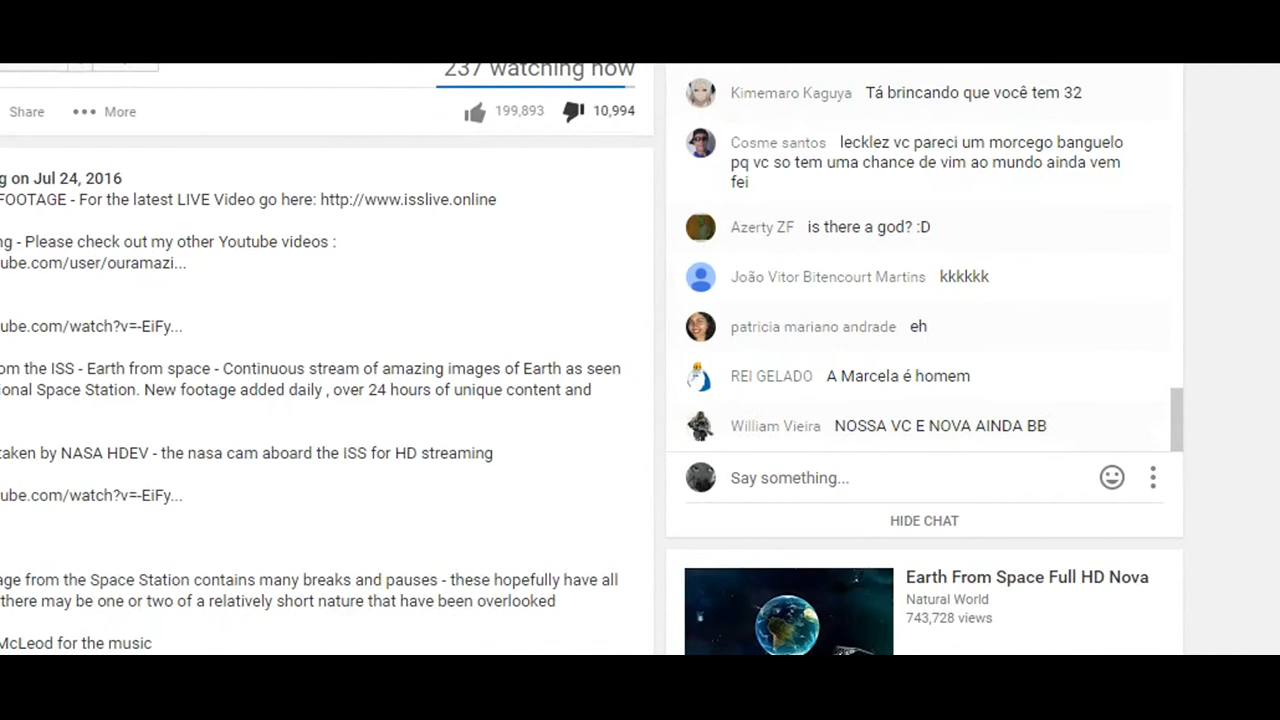 237 watching now
Share
More
199,893
10,994
g on Jul 24, 2016
FOOTAGE - For the latest LIVE Video go here: http://www.isslive.online
ng - Please check out my other Youtube videos :
ube.com/user/ouramazi...
ube.com/watch?v=-EiFy...
om the ISS - Earth from space - Continuous stream of amazing images of Earth as seen
ional Space Station. New footage added daily , over 24 hours of unique content and
taken by NASA HDEV - the nasa cam aboard the ISS for HD streaming
ube.com/watch?v=-EiFy...
age from the Space Station contains many breaks and pauses - these hopefully have all
there may be one or two of a relatively short nature that have been overlooked
McLeod for the music
Kimemaro Kaguya Tá brincando que você tem 32
Cosme santos lecklez vc pareci um morcego banguelo
pq vc so tem uma chance de vim ao mundo ainda vem
fei
Azerty ZF is there a god? :D
João Vitor Bitencourt Martins kkkkkk
patricia mariano andrade eh
REI GELADO A Marcela é homem
William Vieira NOSSA VC E NOVA AINDA BB
Say something...
HIDE CHAT
Earth From Space Full HD Nova
Natural World
743,728 views